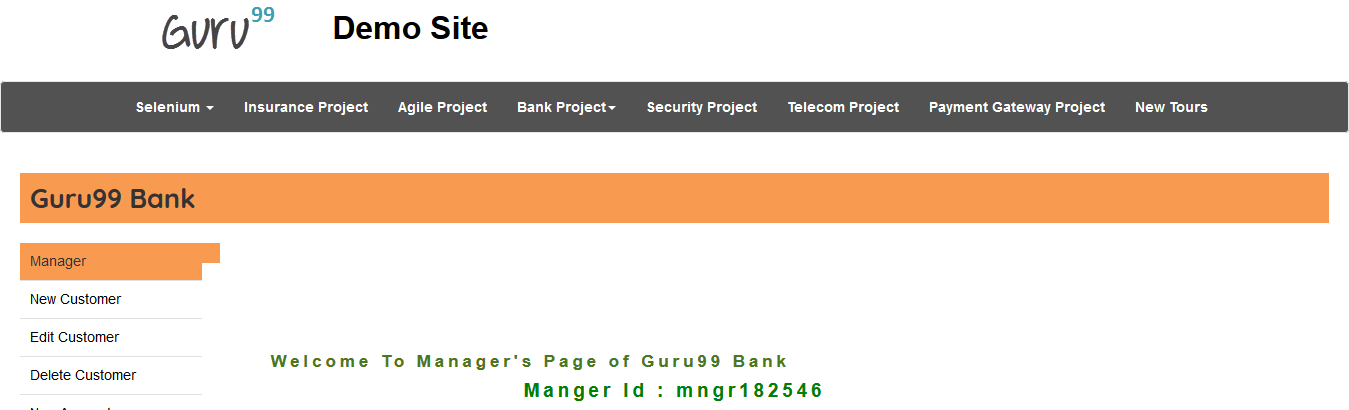 Guru99
Demo Site
Selenium Insurance Project Agile Project Bank Project Security Project Telecom Project Payment Gateway Project New Tours
Guru99 Bank
Manager
New Customer
Edit Customer
Delete Customer
Welcome To Manager's Page of Guru99 Bank
Manger Id : mngr182546